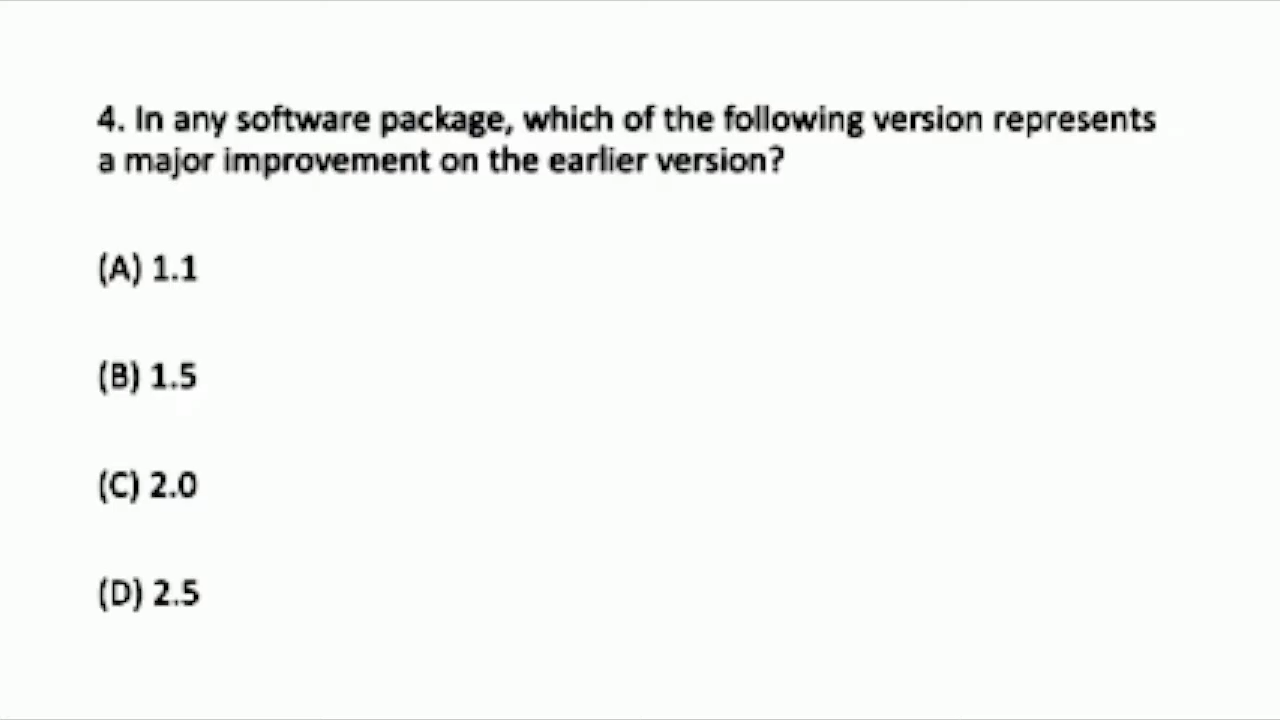 4. In any software package, which of the following version represents
a major improvement on the earlier version?
(A) 1.1
(B) 1.5
(C) 2.0
(D) 2.5